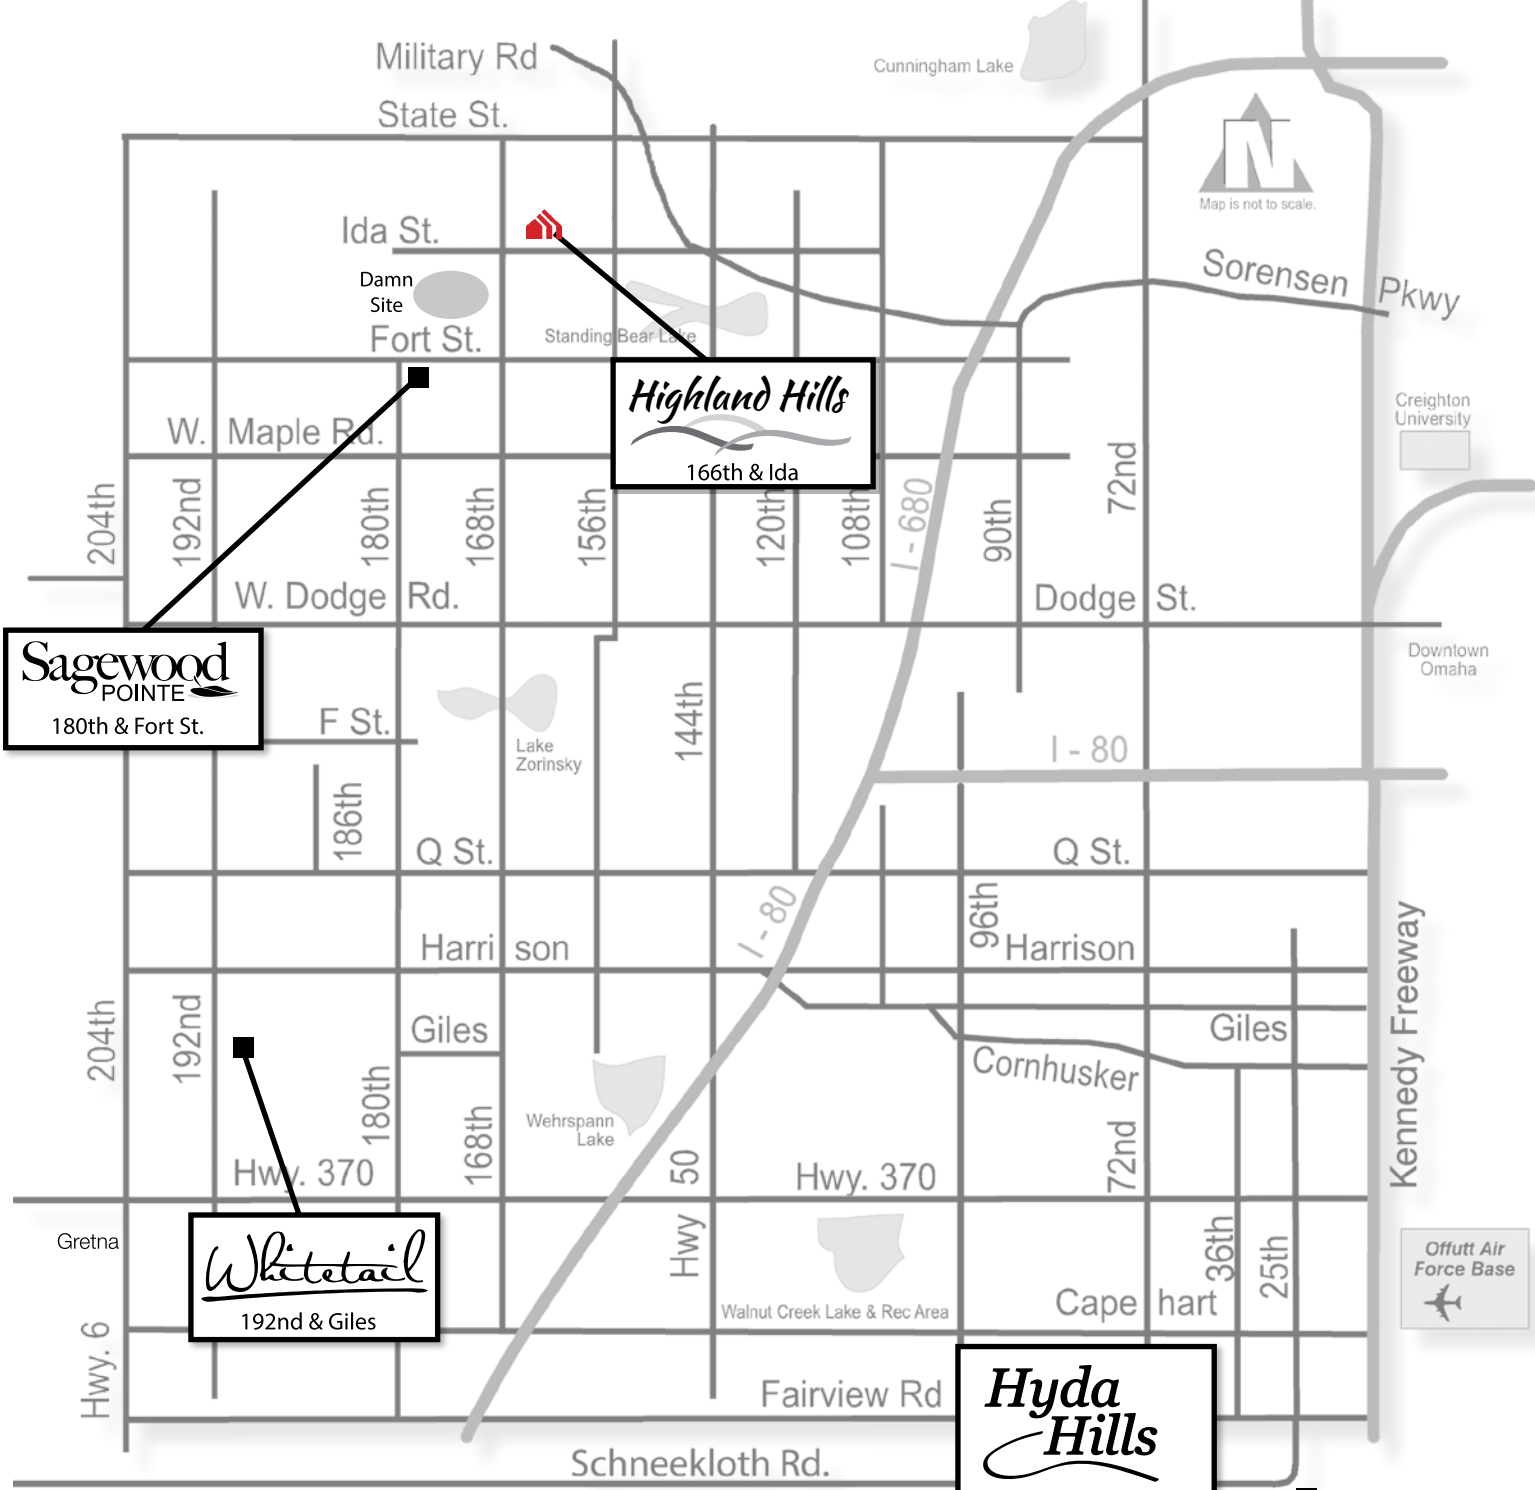 Military Rd
Cunningham Lake
State St.
N
Map is not to scale.
Ida St.
Damn
Site
Sorensen Pkwy
Fort St.
Standing Bear Lake
Highland Hills
166th & Ida
Creighton
University
W. Maple Rd.
204th
192nd
180th
168th
156th
120th
108th
I - 680
90th
72nd
W. Dodge Rd.
Dodge St.
Sagewood
POINTE
180th & Fort St.
Downtown
Omaha
F St.
Lake
Zorinsky
144th
I - 80
186th
Q St.
Q St.
I - 80
96th
Harrison
Harrison
Kennedy Freeway
204th
192nd
Giles
Giles
Cornhusker
180th
168th
Wehrspann
Lake
50
Hwy
72nd
Hwy. 370
Hwy. 370
Gretna
Whitetail
192nd & Giles
36th
25th
Offutt Air
Force Base
Walnut Creek Lake & Rec Area
Cape hart
Hwy. 6
Fairview Rd
Hyda
Hills
Schneekloth Rd.